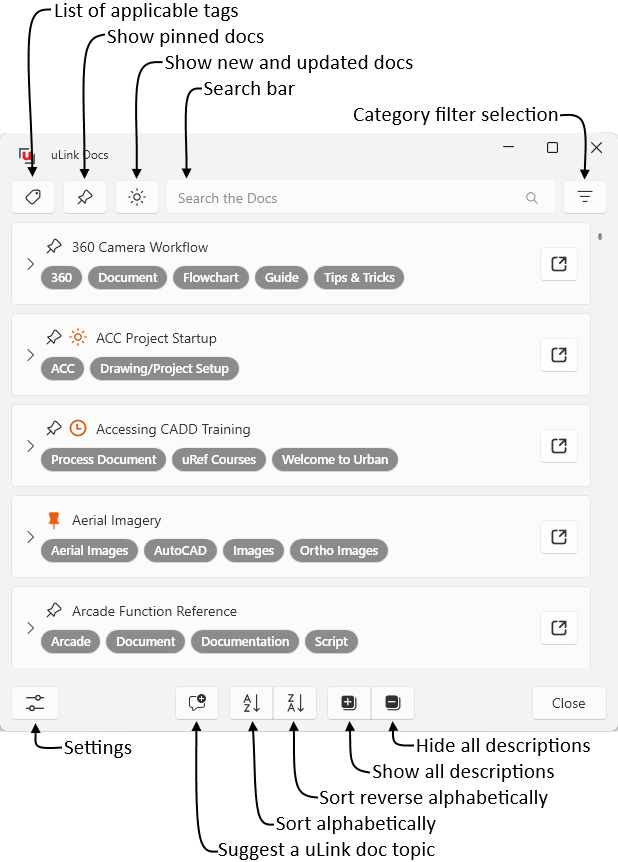 List of applicable tags
Show pinned docs
Show new and updated docs
Search bar
Category filter selection
u uLink Docs
Search the Docs
360 Camera Workflow
360 Document Flowchart Guide Tips & Tricks
ACC Project Startup
ACC Drawing/Project Setup
Accessing CADD Training
Process Document uRef Courses Welcome to Urban
Aerial Imagery
Aerial Images AutoCAD Images Ortho Images
Arcade Function Reference
Arcade Document Documentation Script
A Z Z A Close
Settings
Hide all descriptions
Show all descriptions
Sort reverse alphabetically
Sort alphabetically
Suggest a uLink doc topic